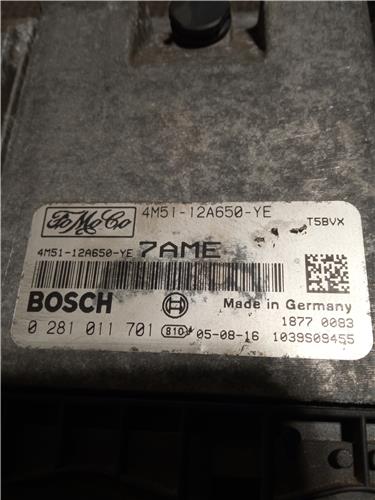 FoMoCo 4M51-12A650-YE
T5BVX
4M51-12A650-YE 7AME
BOSCH Made in Germany
0 281 011 701 810 05-08-16 1877 0083
1039S09455